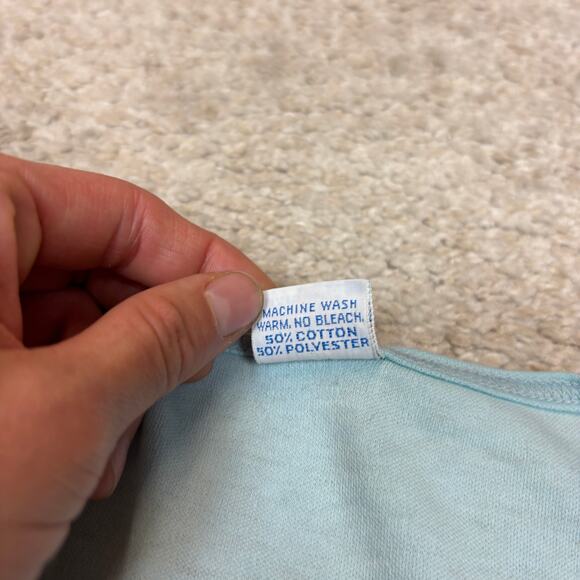 MACHINE WASH
WARM, NO BLEACH,
50% COTTON
50% POLYESTER